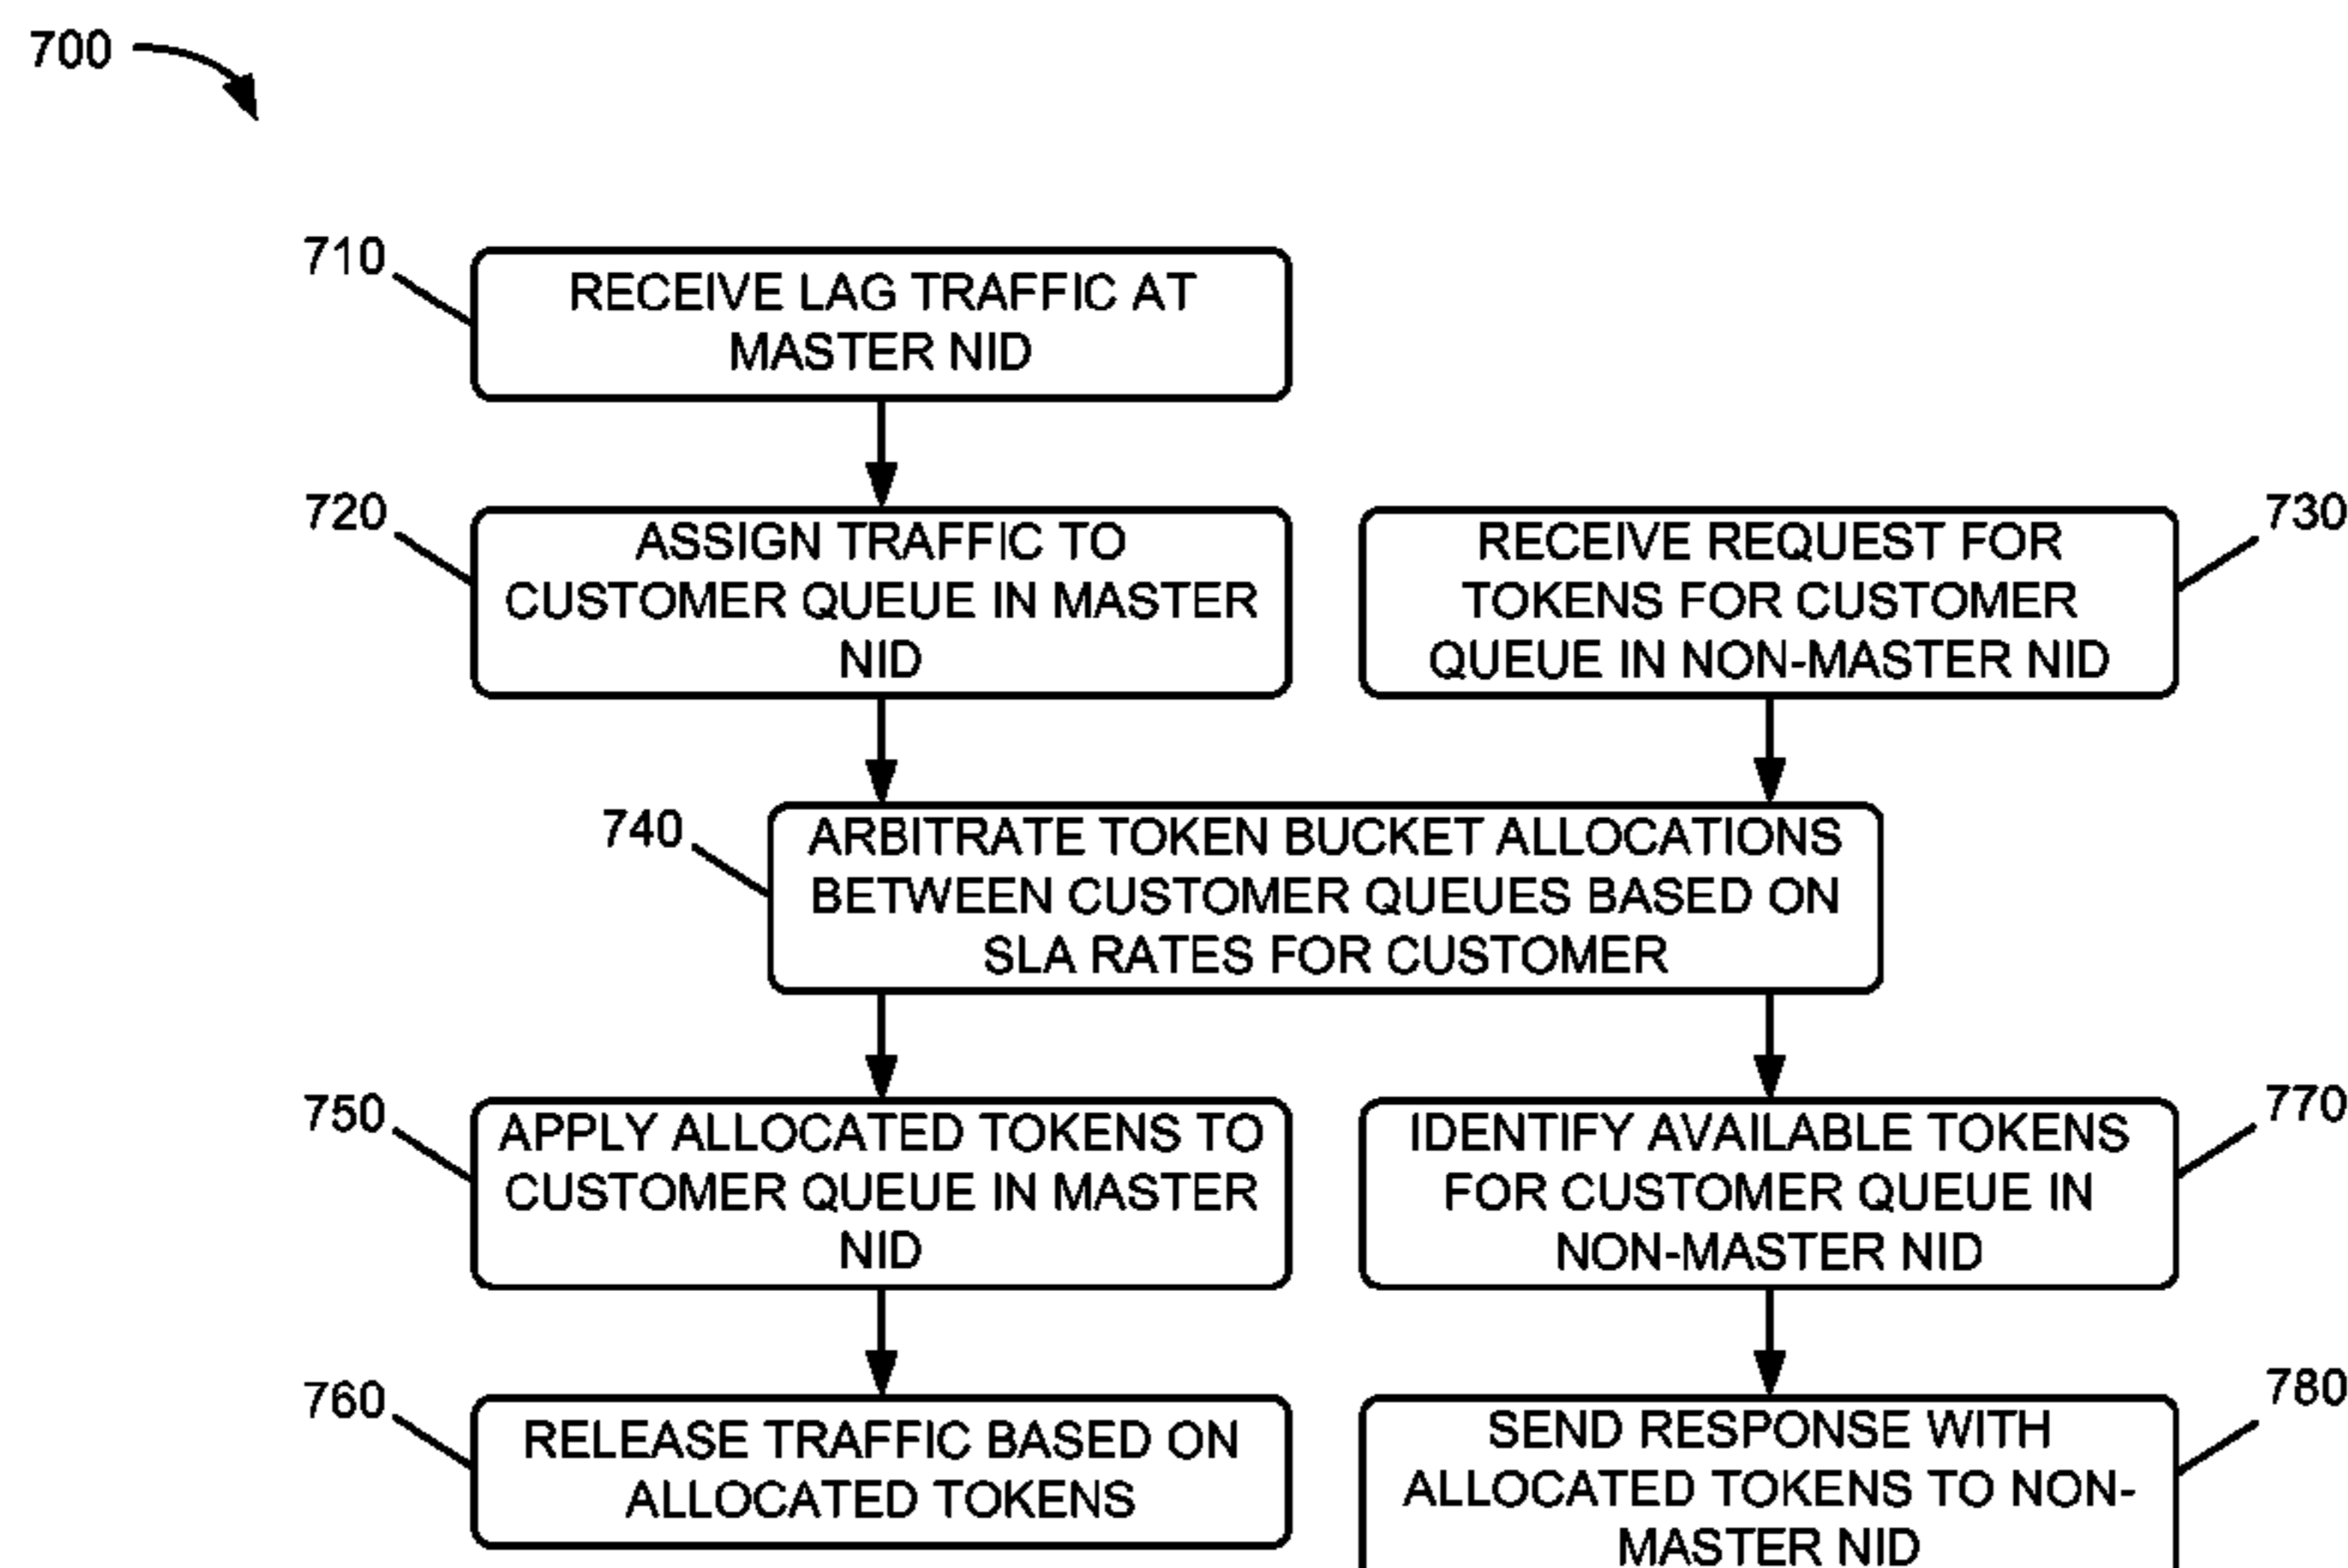 700
710
RECEIVE LAG TRAFFIC AT
MASTER NID
720
ASSIGN TRAFFIC TO
CUSTOMER QUEUE IN MASTER
NID
730
RECEIVE REQUEST FOR
TOKENS FOR CUSTOMER
QUEUE IN NON-MASTER NID
740
ARBITRATE TOKEN BUCKET ALLOCATIONS
BETWEEN CUSTOMER QUEUES BASED ON
SLA RATES FOR CUSTOMER
750
APPLY ALLOCATED TOKENS TO
CUSTOMER QUEUE IN MASTER
NID
770
IDENTIFY AVAILABLE TOKENS
FOR CUSTOMER QUEUE IN
NON-MASTER NID
760
RELEASE TRAFFIC BASED ON
ALLOCATED TOKENS
780
SEND RESPONSE WITH
ALLOCATED TOKENS TO NON-
MASTER NID